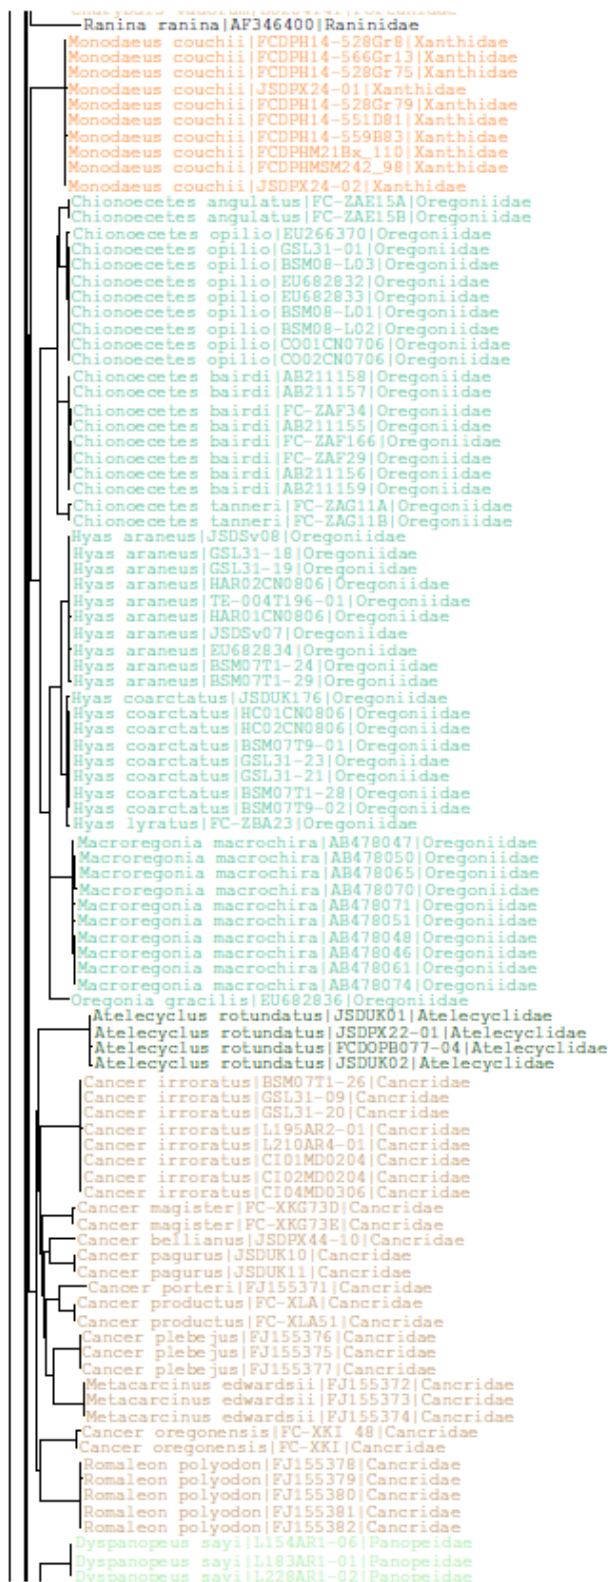 Ranina ranina|AF346400|Raninidae
Monodaeus couchii|FCDPH14-528Gr8|Xanthidae
Monodaeus couchii|FCDPH14-566Gr13|Xanthidae
Monodaeus couchii|FCDPH14-528Gr75|Xanthidae
Monodaeus couchii|JSDPX24-01|Xanthidae
Monodaeus couchii|FCDPH14-528Gr79|Xanthidae
Monodaeus couchii|FCDPH14-551D81|Xanthidae
Monodaeus couchii|FCDPH14-559B83|Xanthidae
Monodaeus couchii|FCDPHM21Bx_110|Xanthidae
Monodaeus couchii|FCDPHMSM242_98|Xanthidae
Monodaeus couchii|JSDPX24-02|Xanthidae
Chionoecetes angulatus|FC-ZAE15A|Oregoniidae
Chionoecetes angulatus|FC-ZAE15B|Oregoniidae
Chionoecetes opilio|EU266370|Oregoniidae
Chionoecetes opilio|GSL31-01|Oregoniidae
Chionoecetes opilio|BSM08-L03|Oregoniidae
Chionoecetes opilio|EU682832|Oregoniidae
Chionoecetes opilio|EU682833|Oregoniidae
Chionoecetes opilio|BSM08-L01|Oregoniidae
Chionoecetes opilio|BSM08-L02|Oregoniidae
Chionoecetes opilio|CO01CN0706|Oregoniidae
Chionoecetes opilio|CO02CN0706|Oregoniidae
Chionoecetes bairdi|AB211158|Oregoniidae
Chionoecetes bairdi|AB211157|Oregoniidae
Chionoecetes bairdi|FC-ZAF34|Oregoniidae
Chionoecetes bairdi|AB211155|Oregoniidae
Chionoecetes bairdi|FC-ZAF166|Oregoniidae
Chionoecetes bairdi|FC-ZAF29|Oregoniidae
Chionoecetes bairdi|AB211156|Oregoniidae
Chionoecetes bairdi|AB211159|Oregoniidae
Chionoecetes tanneri|FC-ZAG11A|Oregoniidae
Chionoecetes tanneri|FC-ZAG11B|Oregoniidae
Hyas araneus|JSDSv08|Oregoniidae
Hyas araneus|GSL31-18|Oregoniidae
Hyas araneus|GSL31-19|Oregoniidae
Hyas araneus|HAR02CN0806|Oregoniidae
Hyas araneus|TE-004T196-01|Oregoniidae
Hyas araneus|HAR01CN0806|Oregoniidae
Hyas araneus|JSDSv07|Oregoniidae
Hyas araneus|EU682834|Oregoniidae
Hyas araneus|BSM07T1-24|Oregoniidae
Hyas araneus|BSM07T1-29|Oregoniidae
Hyas coarctatus|JSDUK176|Oregoniidae
Hyas coarctatus|HC01CN0806|Oregoniidae
Hyas coarctatus|HC02CN0806|Oregoniidae
Hyas coarctatus|BSM07T9-01|Oregoniidae
Hyas coarctatus|GSL31-23|Oregoniidae
Hyas coarctatus|GSL31-21|Oregoniidae
Hyas coarctatus|BSM07T1-28|Oregoniidae
Hyas coarctatus|BSM07T9-02|Oregoniidae
Hyas lyratus|FC-ZBA23|Oregoniidae
Macroregonia macrochira|AB478047|Oregoniidae
Macroregonia macrochira|AB478050|Oregoniidae
Macroregonia macrochira|AB478065|Oregoniidae
Macroregonia macrochira|AB478070|Oregoniidae
Macroregonia macrochira|AB478071|Oregoniidae
Macroregonia macrochira|AB478051|Oregoniidae
Macroregonia macrochira|AB478048|Oregoniidae
Macroregonia macrochira|AB478046|Oregoniidae
Macroregonia macrochira|AB478061|Oregoniidae
Macroregonia macrochira|AB478074|Oregoniidae
Oregonia gracilis|EU682836|Oregoniidae
Atelecyclus rotundatus|JSDUK01|Atelecyclidae
Atelecyclus rotundatus|JSDPX22-01|Atelecyclidae
Atelecyclus rotundatus|FCDOPB077-04|Atelecyclidae
Atelecyclus rotundatus|JSDUK02|Atelecyclidae
Cancer irroratus|BSM07T1-26|Cancridae
Cancer irroratus|GSL31-09|Cancridae
Cancer irroratus|GSL31-20|Cancridae
Cancer irroratus|L195AR2-01|Cancridae
Cancer irroratus|L210AR4-01|Cancridae
Cancer irroratus|CI01MD0204|Cancridae
Cancer irroratus|CI02MD0204|Cancridae
Cancer irroratus|CI04MD0306|Cancridae
Cancer magister|FC-XKG73D|Cancridae
Cancer magister|FC-XKG73E|Cancridae
Cancer bellianus|JSDPX44-10|Cancridae
Cancer pagurus|JSDUK10|Cancridae
Cancer pagurus|JSDUK11|Cancridae
Cancer porteri|FJ155371|Cancridae
Cancer productus|FC-XLA|Cancridae
Cancer productus|FC-XLA51|Cancridae
Cancer plebejus|FJ155376|Cancridae
Cancer plebejus|FJ155375|Cancridae
Cancer plebejus|FJ155377|Cancridae
Metacarcinus edwardsii|FJ155372|Cancridae
Metacarcinus edwardsii|FJ155373|Cancridae
Metacarcinus edwardsii|FJ155374|Cancridae
Cancer oregonensis|FC-XKI 48|Cancridae
Cancer oregonensis|FC-XKI|Cancridae
Romaleon polyodon|FJ155378|Cancridae
Romaleon polyodon|FJ155379|Cancridae
Romaleon polyodon|FJ155380|Cancridae
Romaleon polyodon|FJ155381|Cancridae
Romaleon polyodon|FJ155382|Cancridae
Dyspanopeus sayi|L154AR1-06|Panopeidae
Dyspanopeus sayi|L183AR1-01|Panopeidae
Dyspanopeus sayi|L228AR1-02|Panopeidae